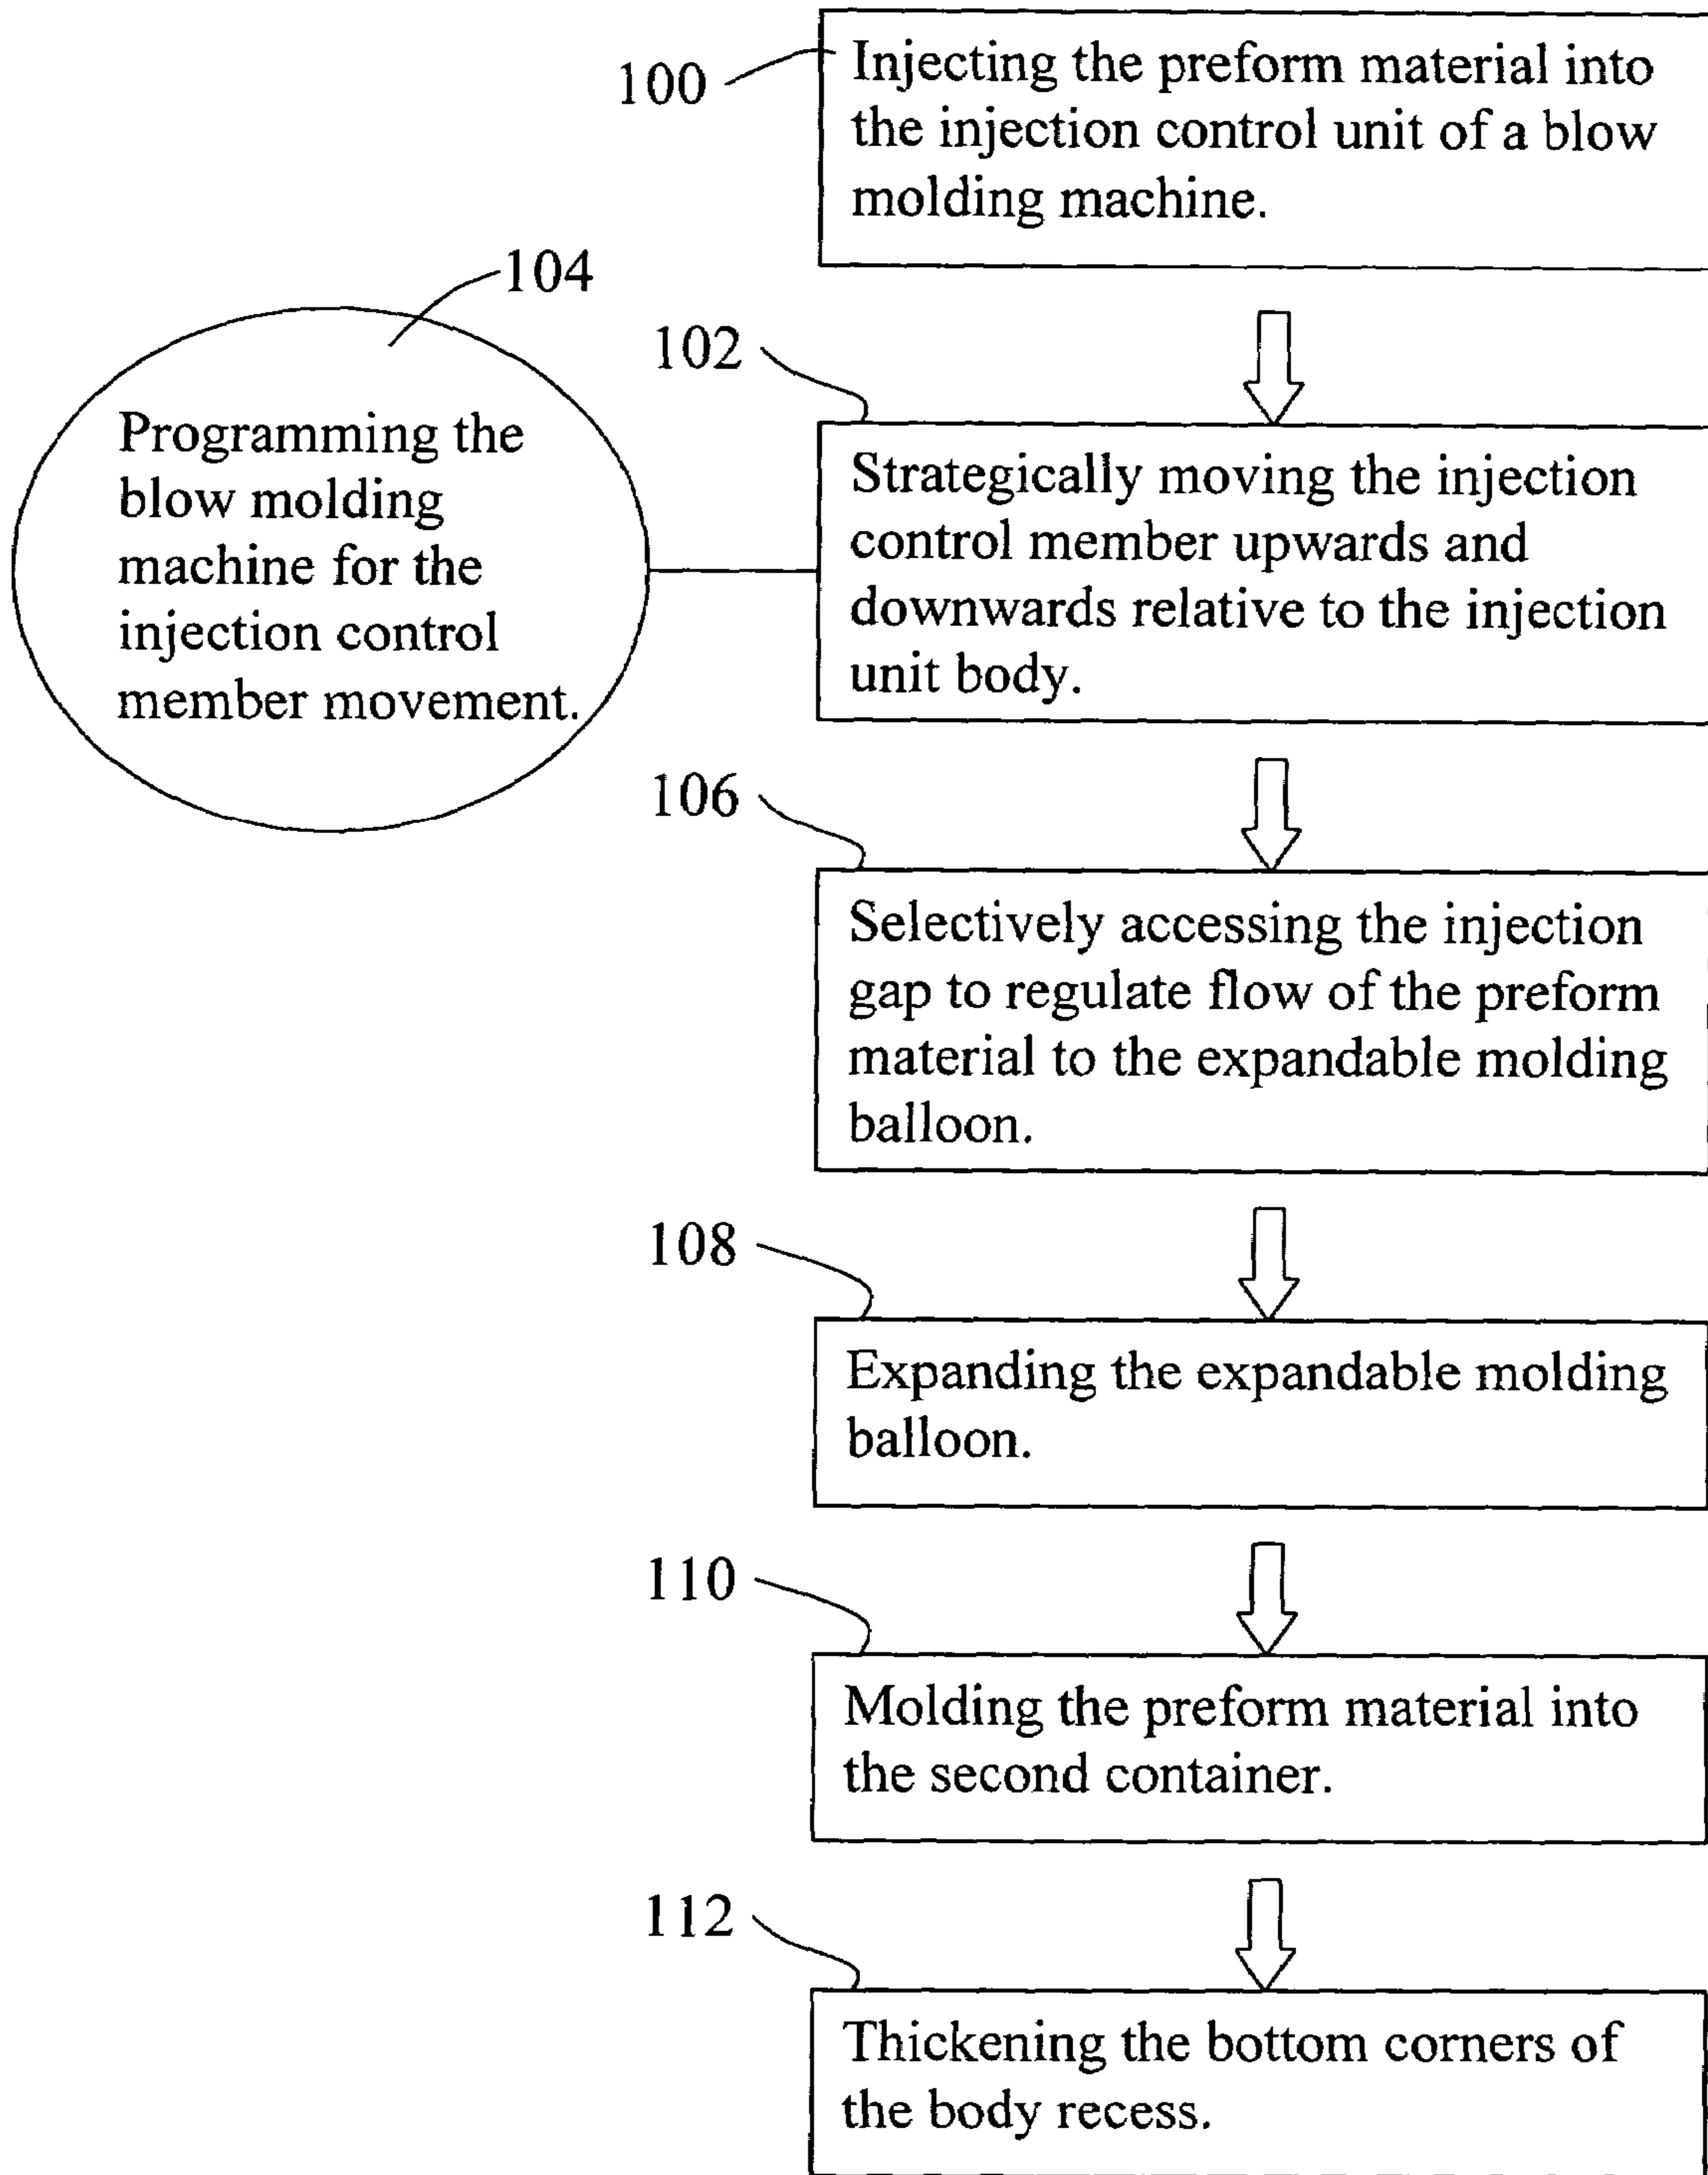 100
Injecting the preform material into
the injection control unit of a blow
molding machine.
104
Programming the
blow molding
machine for the
injection control
member movement.
102
Strategically moving the injection
control member upwards and
downwards relative to the injection
unit body.
106
Selectively accessing the injection
gap to regulate flow of the preform
material to the expandable molding
balloon.
108
Expanding the expandable molding
balloon.
110
Molding the preform material into
the second container.
112
Thickening the bottom corners of
the body recess.